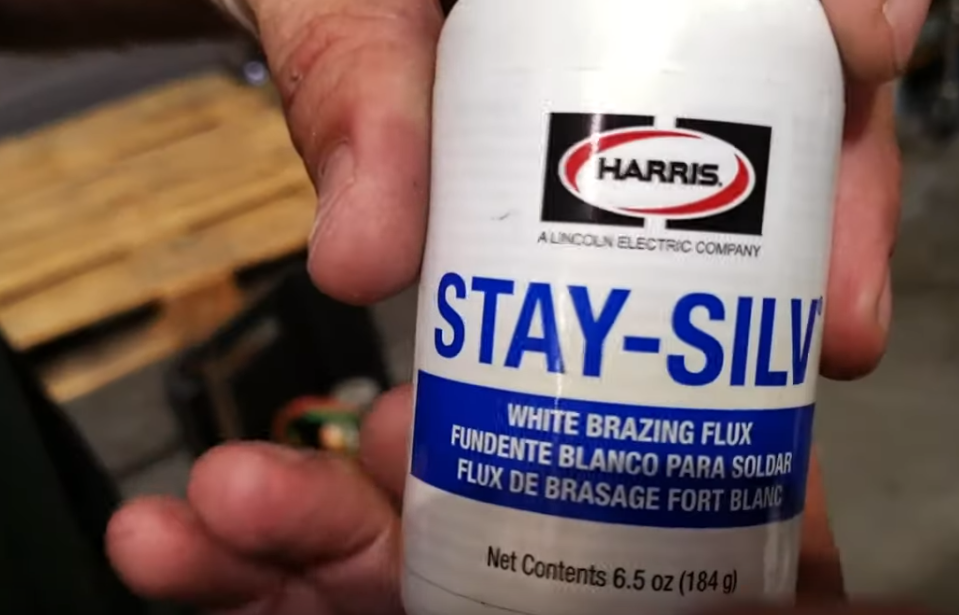 HARRIS.
A LINCOLN ELECTRIC COMPANY
STAY-SILV®
WHITE BRAZING FLUX
FUNDENTE BLANCO PARA SOLDAR
FLUX DE BRASAGE FORT BLANC
Net Contents 6.5 oz (184 g)